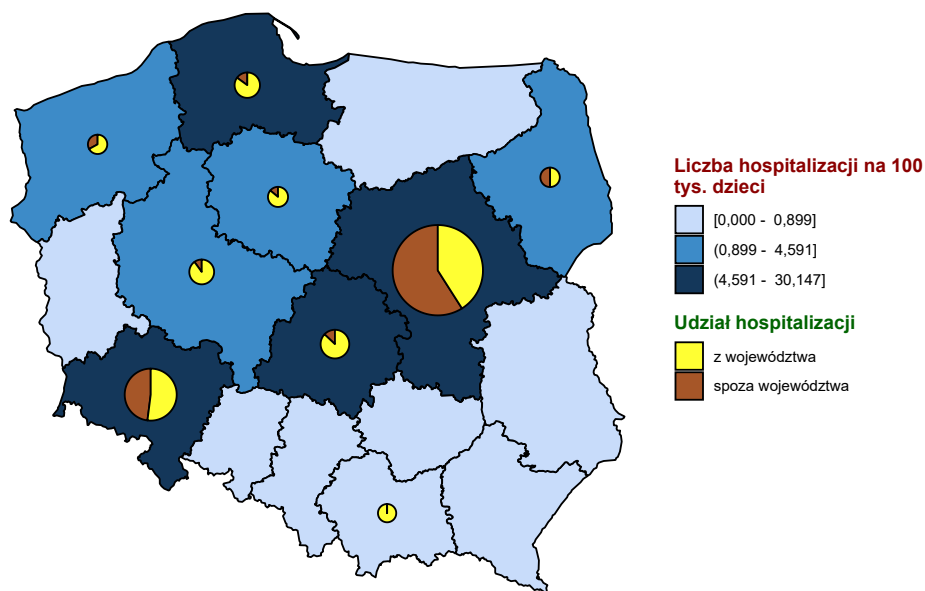 Liczba hospitalizacji na 100
tys. dzieci
[0,000 - 0,899]
(0,899 - 4,591]
(4,591 - 30,147]
Udział hospitalizacji
z województwa
spoza województwa